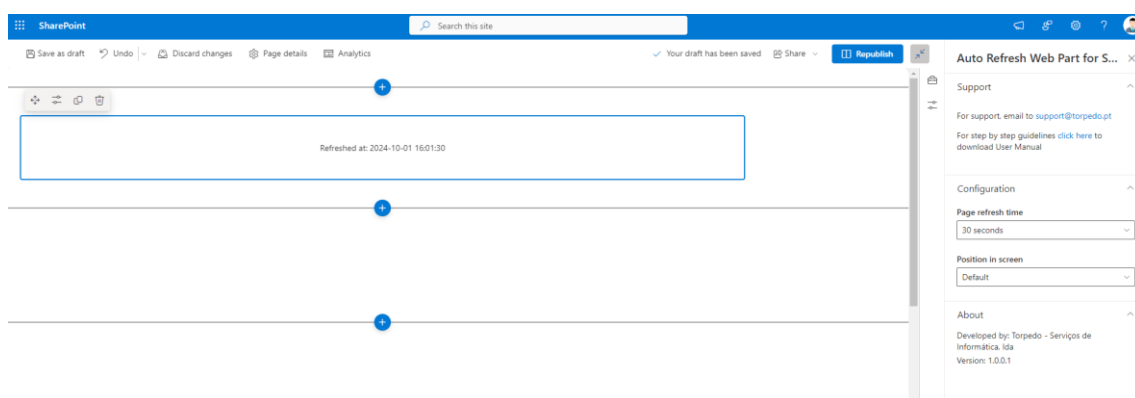 SharePoint
Search this site
?
Save as draft
Undo
Discard changes
Page details
Analytics
Your draft has been saved
Share
Republish
Refreshed at: 2024-10-01 16:01:30
Auto Refresh Web Part for S...
Support
For support, email to support@torpedo.pt
For step by step guidelines click here to
download User Manual
Configuration
Page refresh time
30 seconds
Position in screen
Default
About
Developed by: Torpedo - Serviços de
Informática, lda
Version: 1.0.0.1